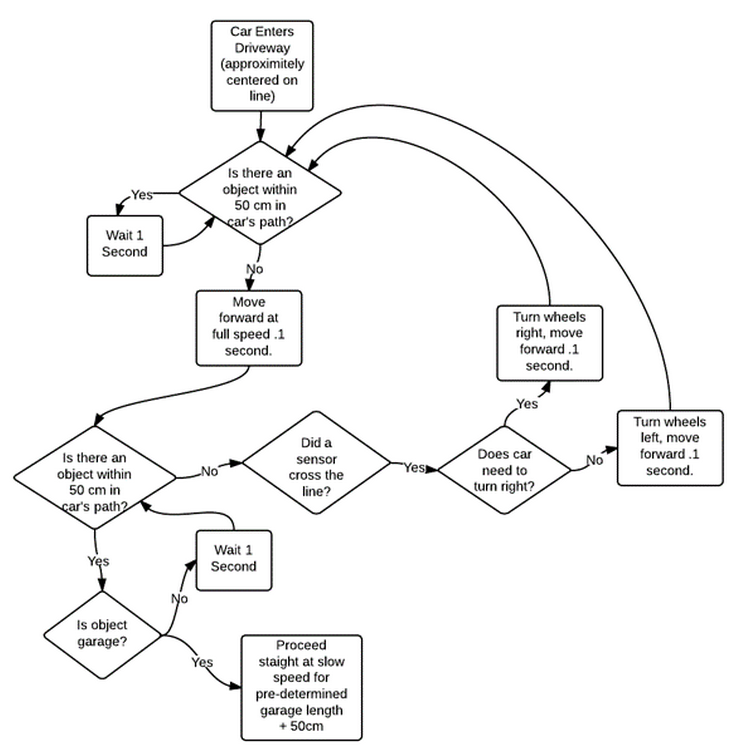 Car Enters
Driveway
(approximitely
centered on
line)
Is there an
object within
50 cm in
car's path?
Yes
Wait 1
Second
No
Move
forward at
full speed .1
second.
Turn wheels
right, move
forward .1
second.
Yes
Turn wheels
left, move
forward .1
second.
Is there an
object within
50 cm in
car's path?
No
Did a
sensor
cross the
line?
Yes
Does car
need to
turn right?
No
Yes
Wait 1
Second
No
Is object
garage?
Yes
Proceed
staight at slow
speed for
pre-determined
garage length
+ 50cm